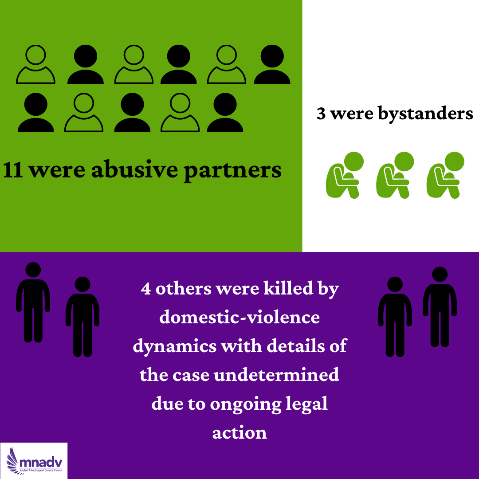 11 were abusive partners
3 were bystanders
4 others were killed by
domestic-violence
dynamics with details of
the case undetermined
due to ongoing legal
action
mnadv